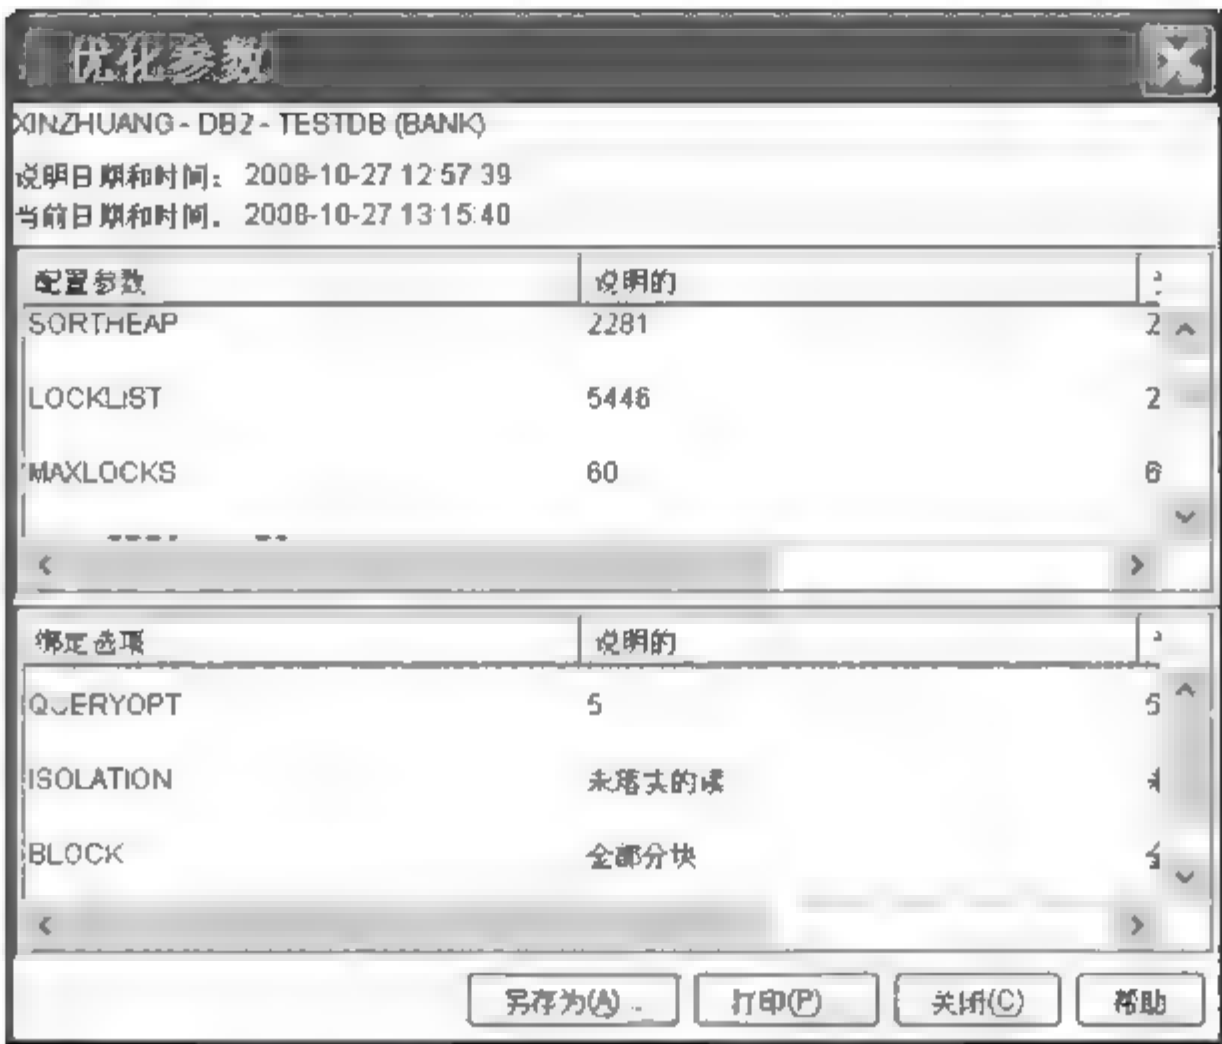 优化参数
XINZHUANG - DB2 - TESTDB (BANK)
说明日期和时间： 2008-10-27 12:57:39
当前日期和时间： 2008-10-27 13:15:40
配置参数 说明的
SORTHEAP 2281 2
LOCKLIST 5446 2
MAXLOCKS 60 6
绑定选项 说明的
QUERYOPT 5 5
ISOLATION 未落实的读
BLOCK 全部分块
另存为(A)... 打印(P) 关闭(C) 帮助